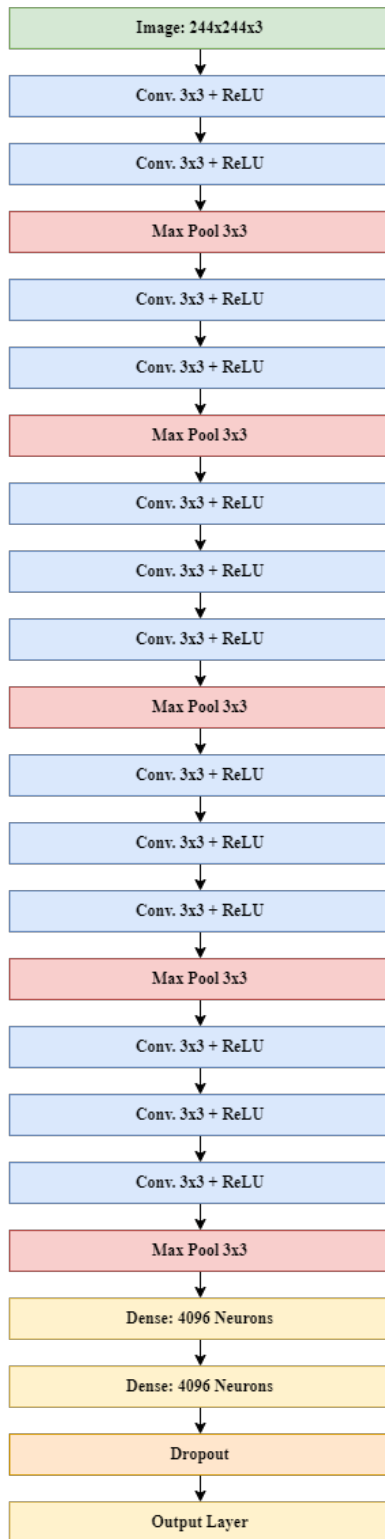 Image: 244x244x3
Conv. 3x3 + ReLU
Conv. 3x3 + ReLU
Max Pool 3x3
Conv. 3x3 + ReLU
Conv. 3x3 + ReLU
Max Pool 3x3
Conv. 3x3 + ReLU
Conv. 3x3 + ReLU
Conv. 3x3 + ReLU
Max Pool 3x3
Conv. 3x3 + ReLU
Conv. 3x3 + ReLU
Conv. 3x3 + ReLU
Max Pool 3x3
Conv. 3x3 + ReLU
Conv. 3x3 + ReLU
Conv. 3x3 + ReLU
Max Pool 3x3
Dense: 4096 Neurons
Dense: 4096 Neurons
Dropout
Output Layer